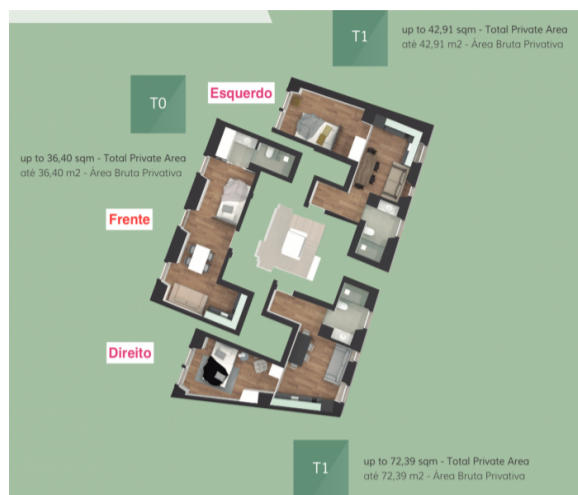 T1
up to 42,91 sqm - Total Private Area
até 42,91 m2 - Área Bruta Privativa
Esquerdo
T0
up to 36,40 sqm - Total Private Area
até 36,40 m2 - Área Bruta Privativa
Frente
Direito
T1
up to 72,39 sqm - Total Private Area
até 72,39 m2 - Área Bruta Privativa